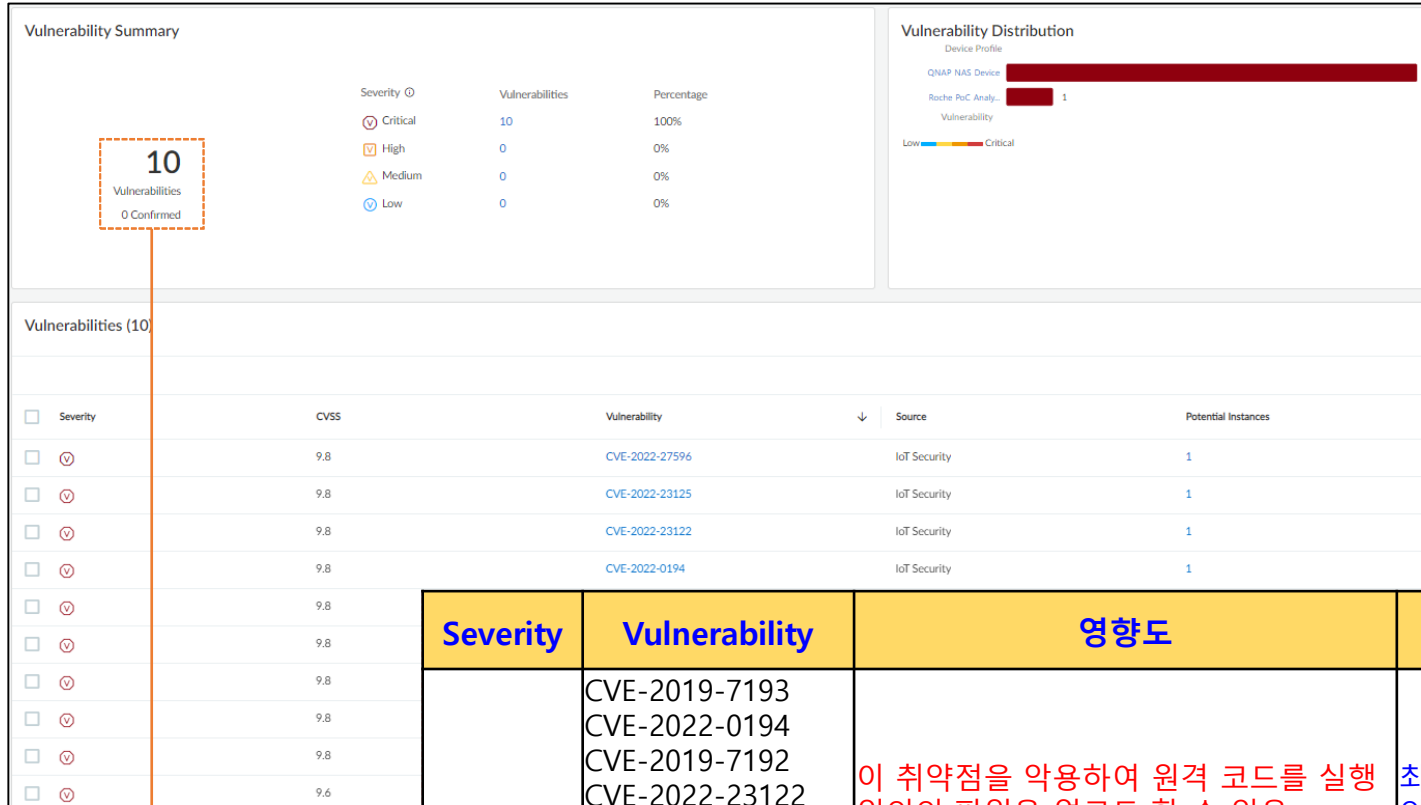 Vulnerability Summary
Severity
Vulnerabilities
Percentage
Critical
10
100%
High
0
0%
Medium
0
0%
Low
0
0%
10
Vulnerabilities
0 Confirmed
Vulnerability Distribution
Device Profile
QNAP NAS Device
Roche PoC Analy...
1
Vulnerability
Low
Critical
Vulnerabilities (10)
Severity
CVSS
Vulnerability
Source
Potential Instances
9.8
CVE-2022-27596
IoT Security
1
9.8
CVE-2022-23125
IoT Security
1
9.8
CVE-2022-23122
IoT Security
1
9.8
CVE-2022-0194
IoT Security
1
9.8
9.8
9.8
9.8
9.8
9.6
Severity
Vulnerability
영향도
CVE-2019-7193
CVE-2022-0194
CVE-2019-7192
CVE-2022-23122
이 취약점을 악용하여 원격 코드를 실행